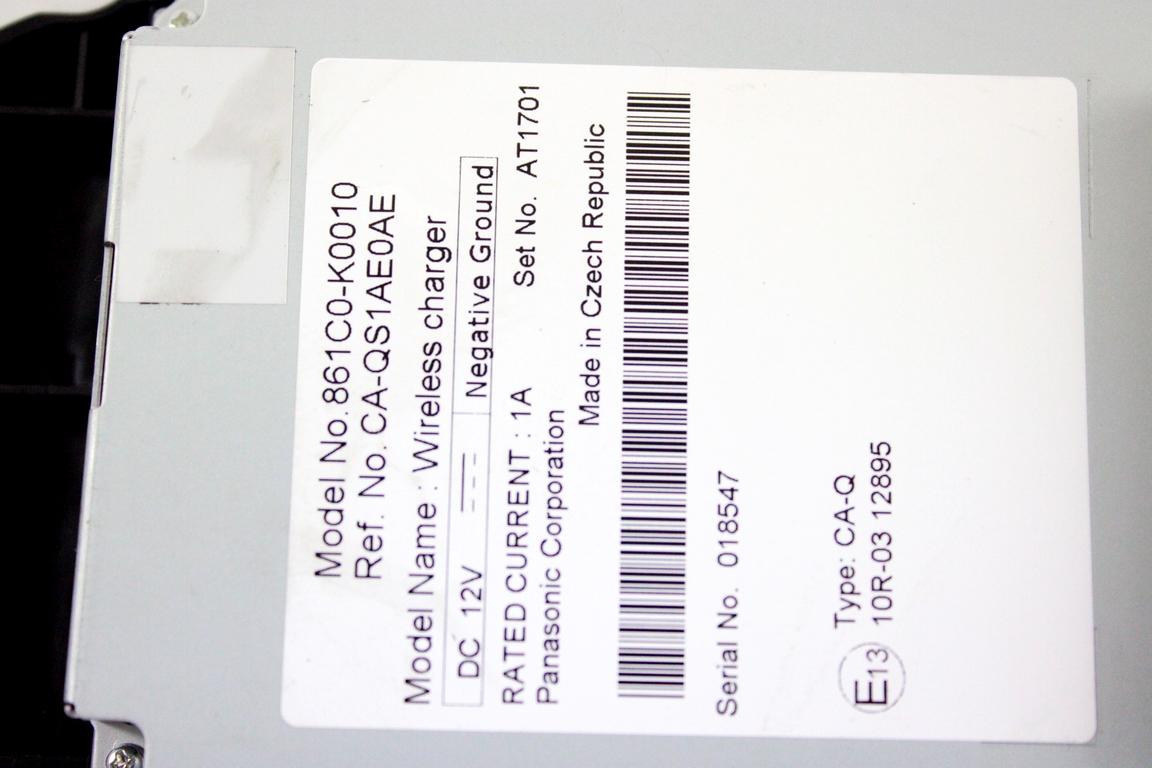 Model No.861C0-K0010
Ref. No. CA-QS1AE0AE
Model Name : Wireless charger
DC 12V Negative Ground
RATED CURRENT : 1A Set No. AT1701
Panasonic Corporation
Made in Czech Republic
Serial No. 018547
Type: CA-Q
E13 10R-03 12895